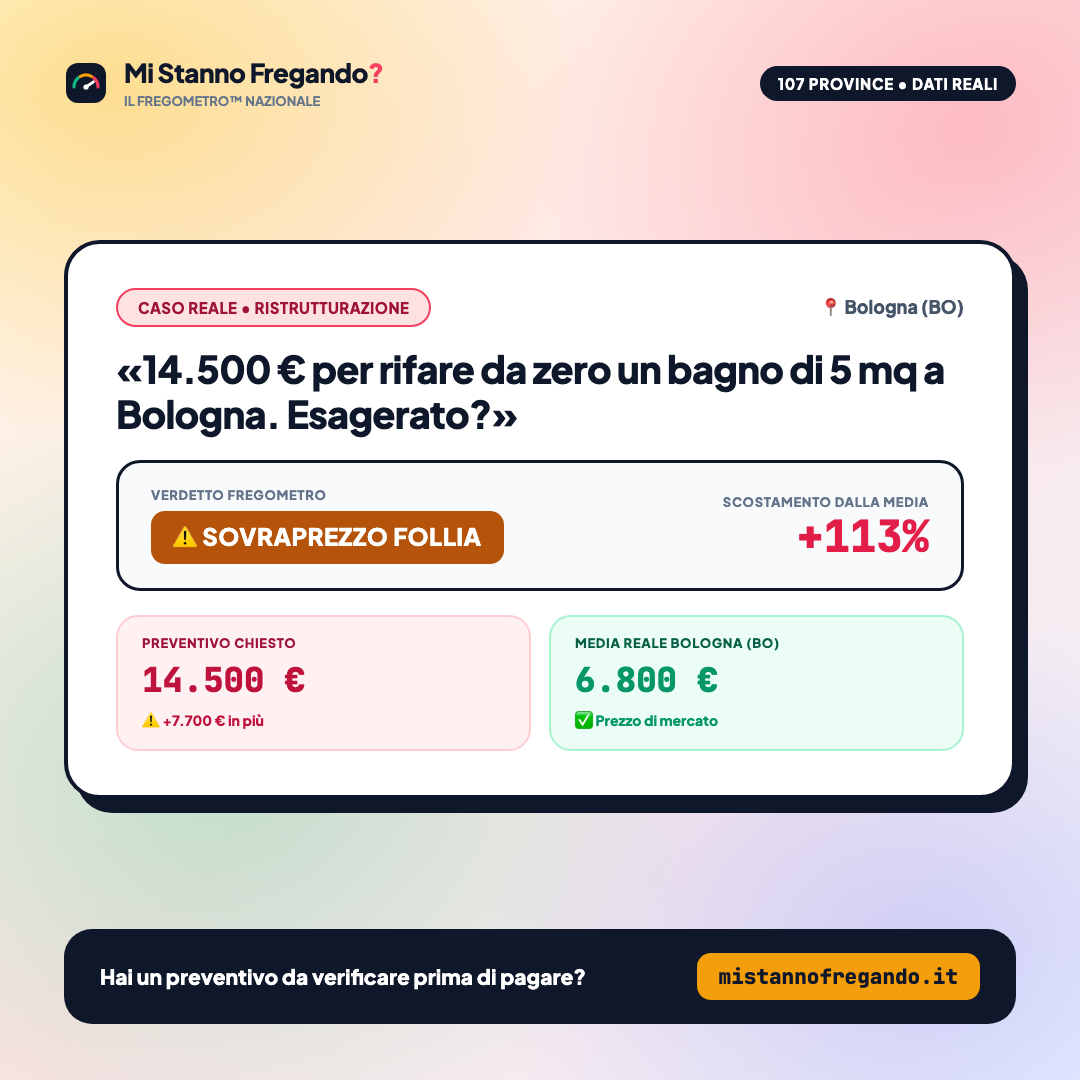 Mi Stanno Fregando?
IL FREGOMETRO™ NAZIONALE
107 PROVINCE ● DATI REALI
CASO REALE ● RISTRUTTURAZIONE
📍 Bologna (BO)
«14.500 € per rifare da zero un bagno di 5 mq a
Bologna. Esagerato?»
VERDETTO FREGOMETRO
⚠️ SOVRAPREZZO FOLLIA
SCOSTAMENTO DALLA MEDIA
+113%
PREVENTIVO CHIESTO
14.500 €
⚠️ +7.700 € in più
MEDIA REALE BOLOGNA (BO)
6.800 €
✅ Prezzo di mercato
Hai un preventivo da verificare prima di pagare?
mistannofregando.it